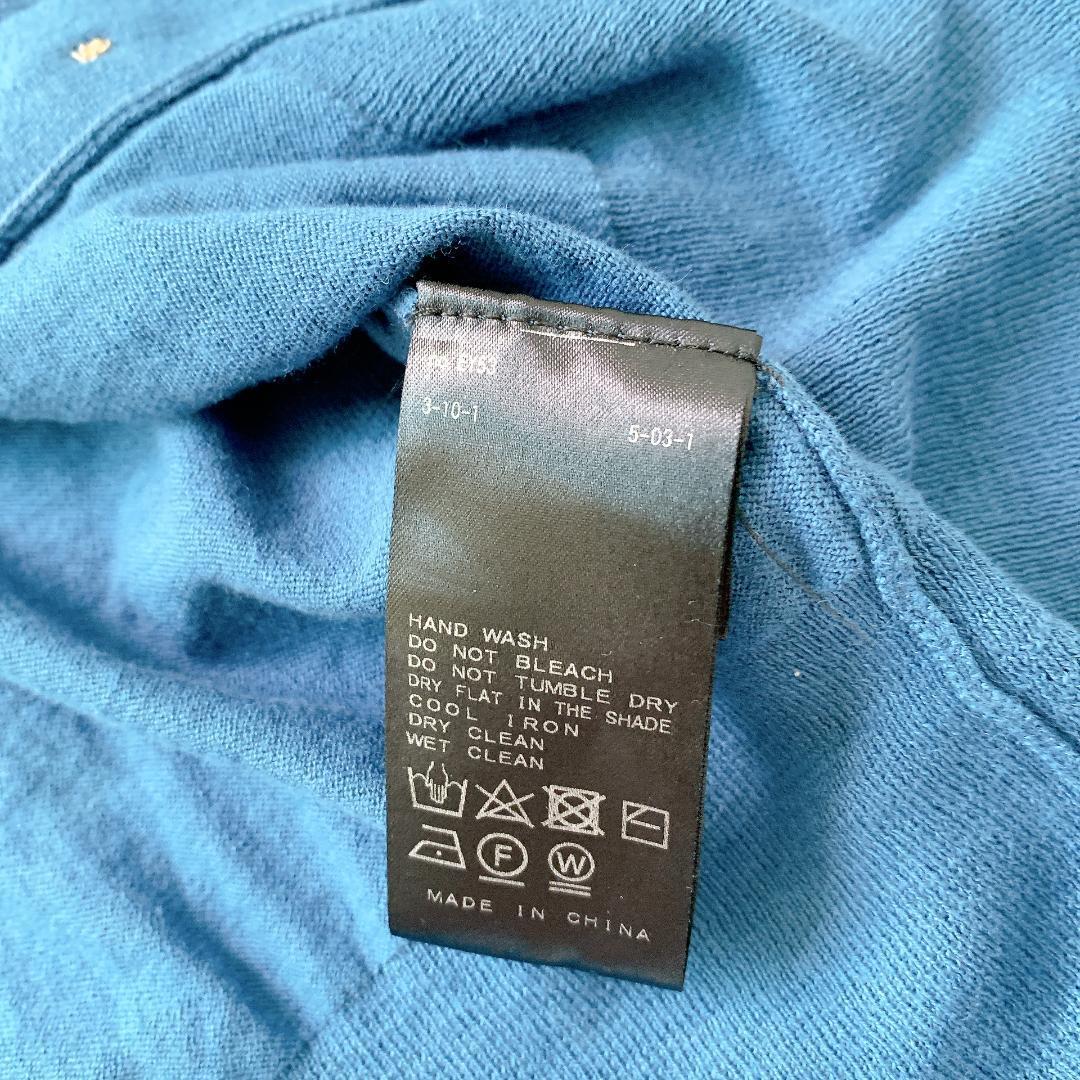 3-10-1
5-03-1
HAND WASH
DO NOT BLEACH
DO NOT TUMBLE DRY
DRY FLAT IN THE SHADE
COOL IRON
DRY CLEAN
WET CLEAN
F W
MADE IN CHINA